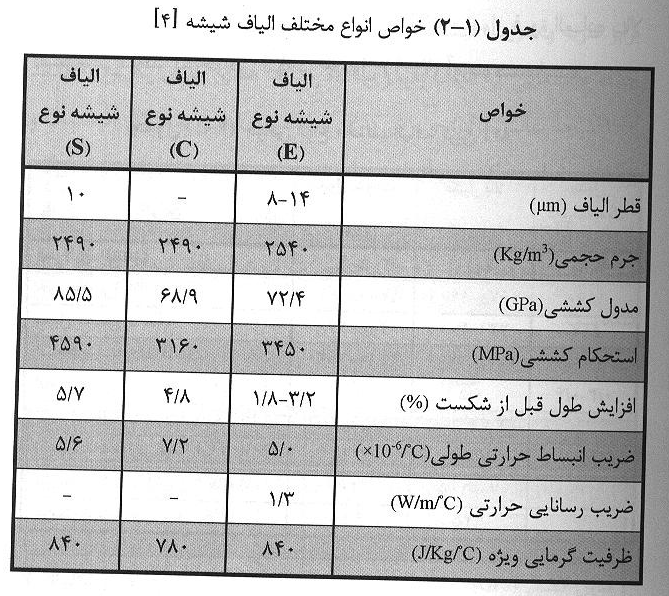 جدول (۱-۲) خواص انواع مختلف الیاف شیشه [۴]
خواص | الیاف شیشه نوع (E) | الیاف شیشه نوع (C) | الیاف شیشه نوع (S)
قطر الیاف (μm) | ۸-۱۴ | - | ۱۰
جرم حجمی(Kg/m³) | ۲۵۴۰ | ۲۴۹۰ | ۲۴۹۰
مدول کششی(GPa) | ۷۲/۴ | ۶۸/۹ | ۸۵/۵
استحکام کششی(MPa) | ۳۴۵۰ | ۳۱۶۰ | ۴۵۹۰
افزایش طول قبل از شکست (%) | ۱/۸-۳/۲ | ۴/۸ | ۵/۷
ضریب انبساط حرارتی طولی(×10⁻⁶/°C) | ۵/۰ | ۷/۲ | ۵/۶
ضریب رسانایی حرارتی (W/m/°C) | ۱/۳ | - | -
ظرفیت گرمایی ویژه (J/Kg/°C) | ۸۴۰ | ۷۸۰ | ۸۴۰